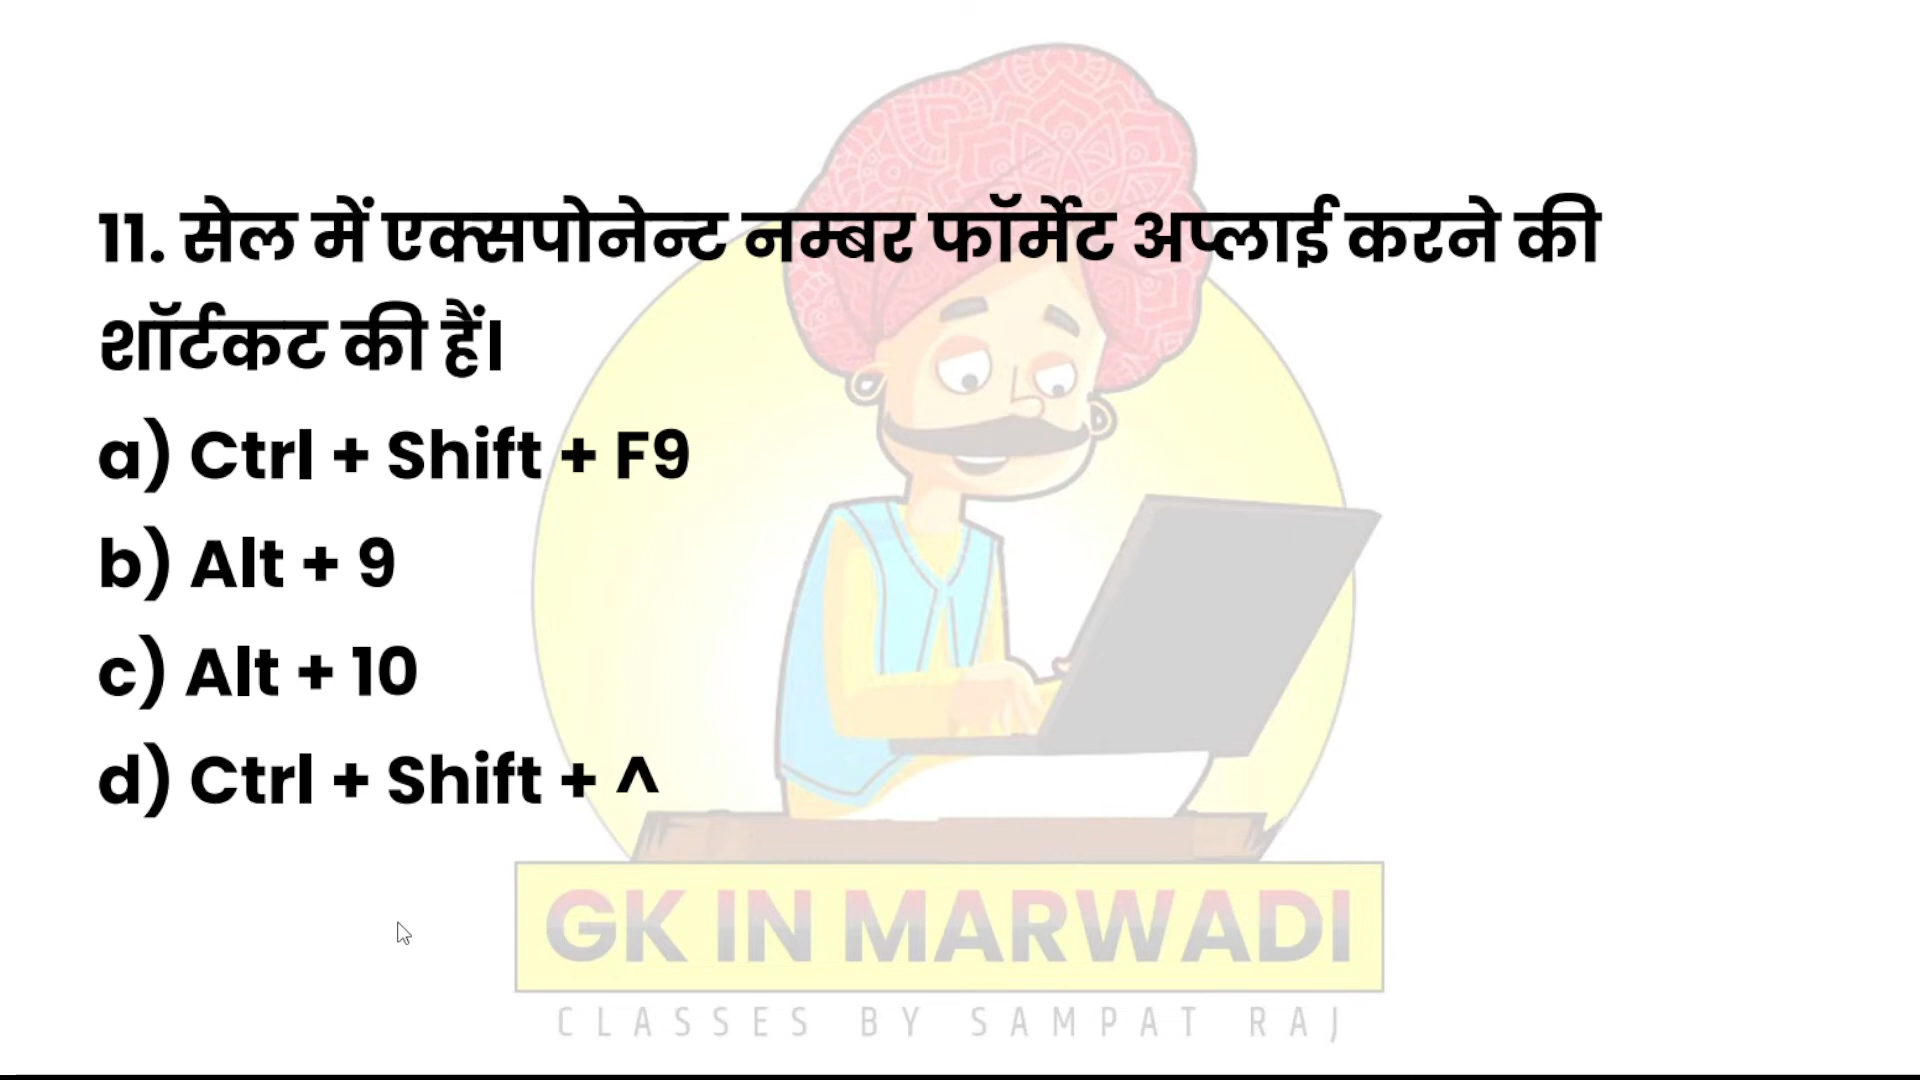 11. सेल में एक्सपोनेन्ट नम्बर फॉर्मेट अप्लाई करने की
शॉर्टकट की हैं।
a) Ctrl + Shift + F9
b) Alt + 9
c) Alt + 10
d) Ctrl + Shift + ^
GK IN MARWADI
CLASSES BY SAMPAT RAJ